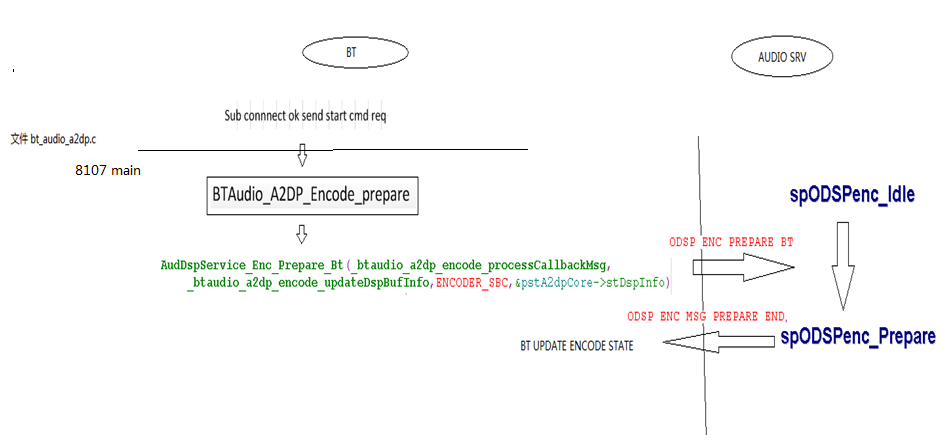 BT
AUDIO SRV
Sub connnect ok send start cmd req
文件 bt_audio_a2dp.c
8107 main
BTAudio_A2DP_Encode_prepare
spODSPenc_Idle
ODSP ENC PREPARE BT
AudDspService_Enc_Prepare_Bt(_btaudio_a2dp_encode_processCallbackMsg,
_btaudio_a2dp_encode_updateDspBufInfo,ENCODER_SBC,&pstA2dpCore->stDspInfo)
ODSP ENC MSG PREPARE END,
spODSPenc_Prepare
BT UPDATE ENCODE STATE